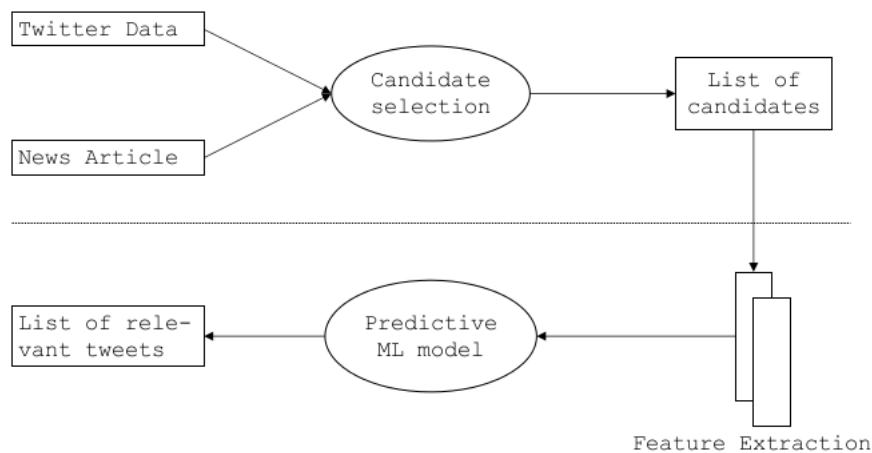 Twitter Data
Candidate
selection
List of
candidates
News Article
List of rele-
vant tweets
Predictive
ML model
Feature Extraction